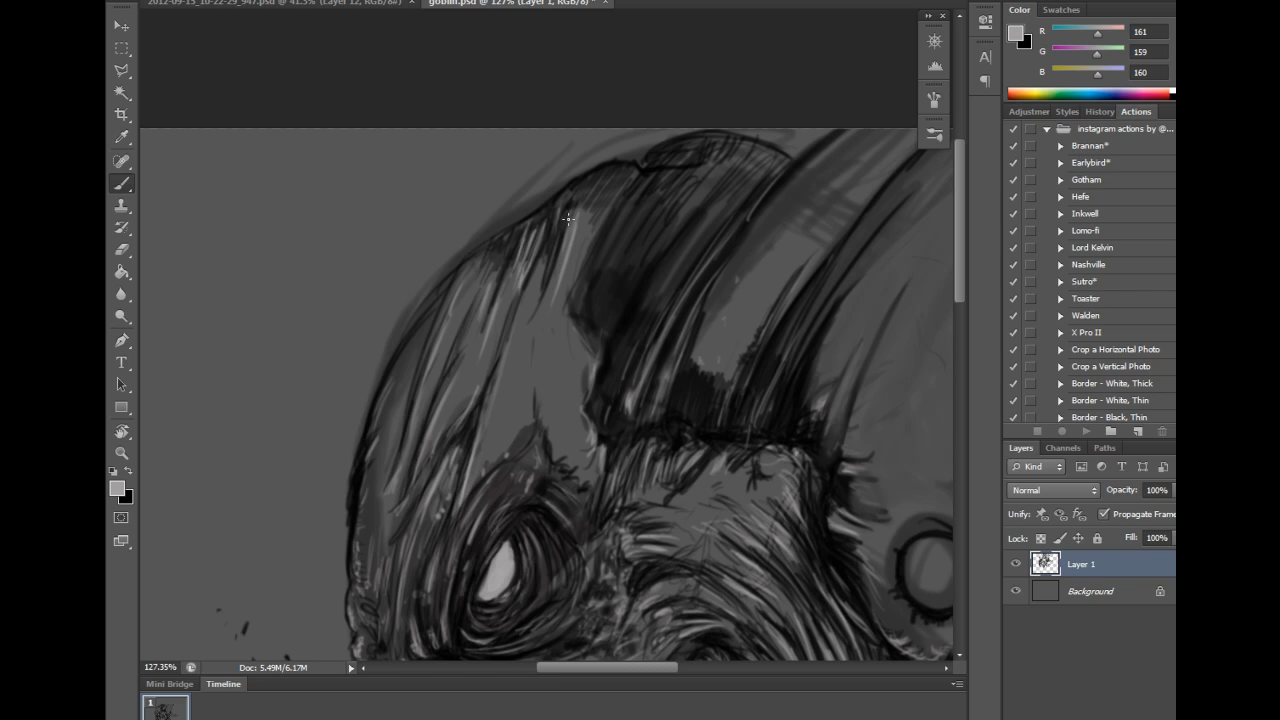 2012-09-15_10-22-29_947.psd @ 41.3% (Layer 12, RGB/8#) × goblin.psd @ 127% (Layer 1, RGB/8) * ×
Color Swatches
R 161
G 159
B 160
Adjustmer Styles History Actions
instagram actions by @...
Brannan*
Earlybird*
Gotham
Hefe
Inkwell
Lomo-fi
Lord Kelvin
Nashville
Sutro*
Toaster
Walden
X Pro II
Crop a Horizontal Photo
Crop a Vertical Photo
Border - White, Thick
Border - White, Thin
Border - Black, Thin
Layers Channels Paths
Kind
Normal Opacity: 100%
Unify: Propagate Frame
Lock: Fill: 100%
Layer 1
Background
127.35% Doc: 5.49M/6.17M
Mini Bridge Timeline
1